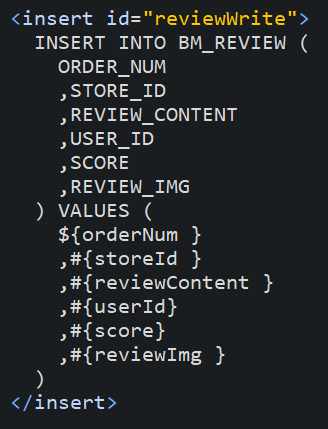 <insert id="reviewWrite">
INSERT INTO BM_REVIEW (
ORDER_NUM
,STORE_ID
,REVIEW_CONTENT
,USER_ID
,SCORE
,REVIEW_IMG
) VALUES (
${orderNum }
,#{storeId }
,#{reviewContent }
,#{userId}
,#{score}
,#{reviewImg }
)
</insert>